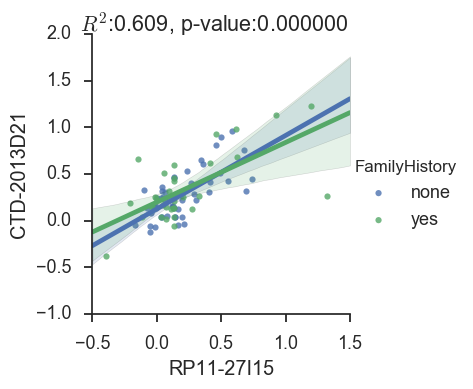 R²:0.609, p-value:0.000000
2.0
1.5
1.0
0.5
0.0
−0.5
−1.0
CTD-2013D21
−0.5 0.0 0.5 1.0 1.5
RP11-27I15
FamilyHistory
none
yes